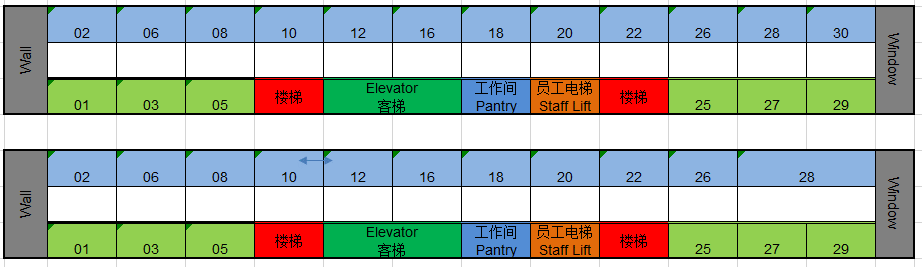 Wall
02 06 08 10 12 16 18 20 22 26 28 30
Window
01 03 05 楼梯 Elevator 工作间 员工电梯 楼梯 25 27 29
客梯 Pantry Staff Lift
Wall
02 06 08 10 12 16 18 20 22 26 28
Window
01 03 05 楼梯 Elevator 工作间 员工电梯 楼梯 25 27 29
客梯 Pantry Staff Lift